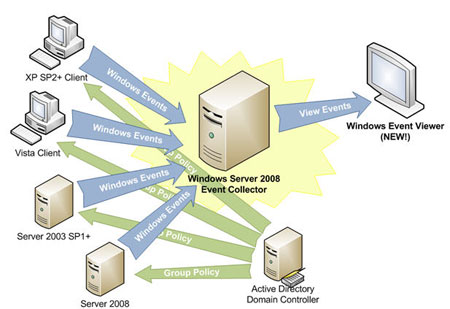 XP SP2+ Client
Windows Events
Vista Client
Windows Events
Windows Events
Server 2003 SP1+
Windows Events
Server 2008
Windows Server 2008
Event Collector
View Events
Windows Event Viewer
(NEW!)
Policy
Group Policy
Policy
Policy
Group Policy
Active Directory
Domain Controller